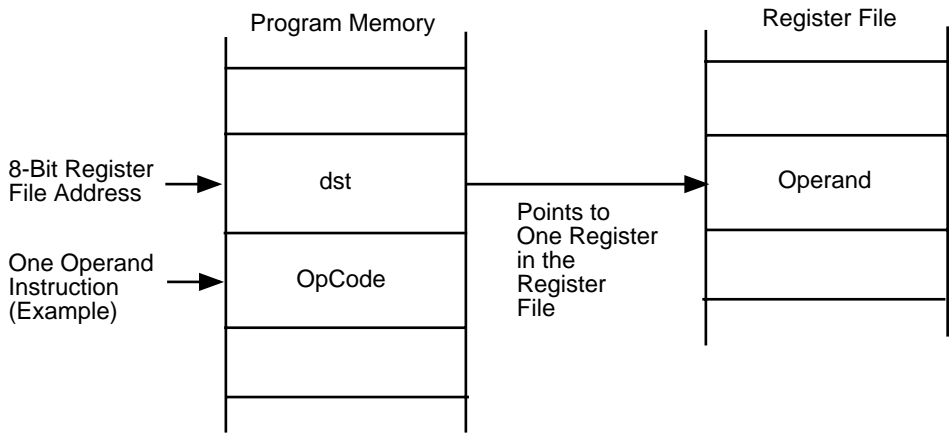 Program Memory
Register File
8-Bit Register
File Address
dst
Operand
Points to
One Register
in the
Register
File
One Operand
Instruction
(Example)
OpCode